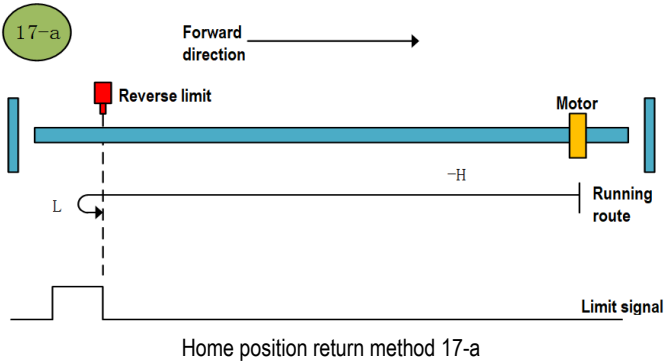 17-a
Forward
direction
Reverse limit
Motor
-H
L
Running
route
Limit signal
Home position return method 17-a